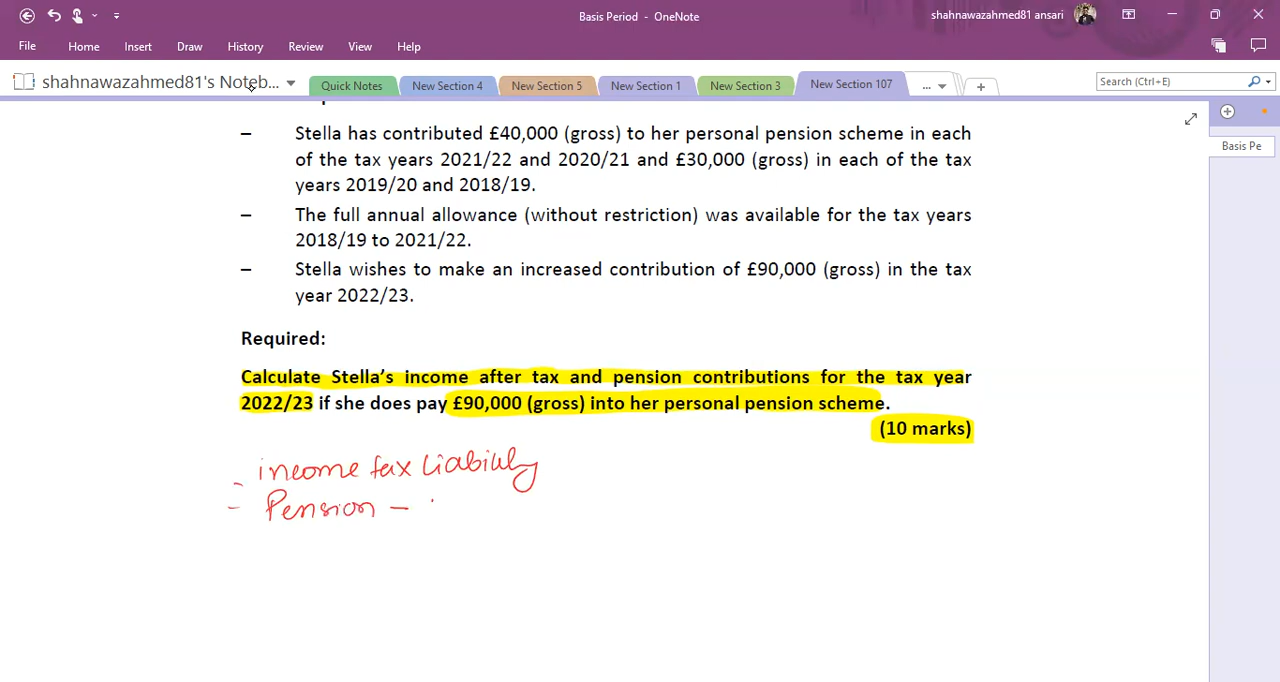 Basis Period - OneNote
shahnawazahmed81 ansari
File Home Insert Draw History Review View Help
shahnawazahmed81's Noteb...
Quick Notes New Section 4 New Section 5 New Section 1 New Section 3 New Section 107 ...
Search (Ctrl+E)
Basis Pe
– Stella has contributed £40,000 (gross) to her personal pension scheme in each
of the tax years 2021/22 and 2020/21 and £30,000 (gross) in each of the tax
years 2019/20 and 2018/19.
– The full annual allowance (without restriction) was available for the tax years
2018/19 to 2021/22.
– Stella wishes to make an increased contribution of £90,000 (gross) in the tax
year 2022/23.
Required:
Calculate Stella's income after tax and pension contributions for the tax year
2022/23 if she does pay £90,000 (gross) into her personal pension scheme.
(10 marks)
income tax liability
- Pension -